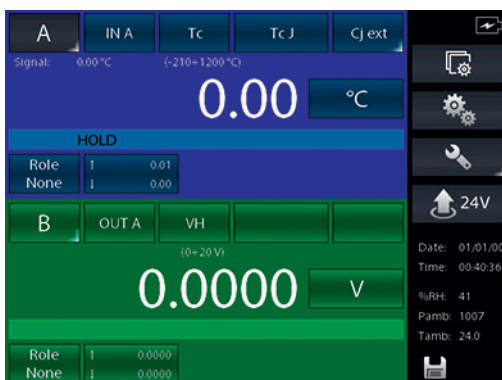 A IN A Tc Tc J Cj ext
Signal: 0.00 °C (-210÷1200 °C)
0.00 °C
HOLD
Role None ↑ 0.01
↓ 0.00
B OUT A VH
(0÷20 V)
0.0000 V
Role None ↑ 0.0000
↓ 0.0000
24V
Date: 01/01/00
Time: 00:40:36
%RH: 41
Pamb: 1007
Tamb: 24.0